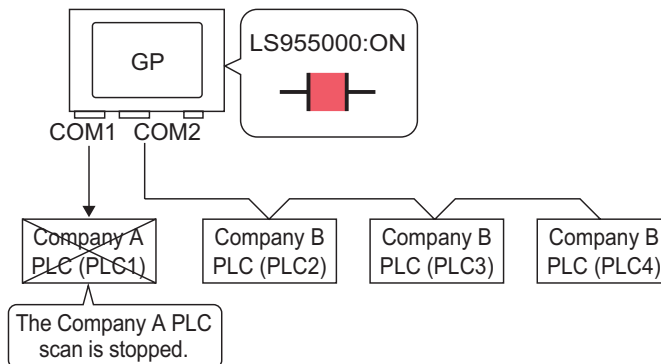 GP
LS955000:ON
COM1
COM2
Company A
PLC (PLC1)
Company B
PLC (PLC2)
Company B
PLC (PLC3)
Company B
PLC (PLC4)
The Company A PLC
scan is stopped.